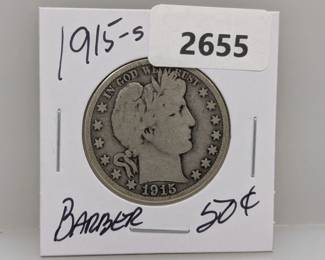 1915-s
2655
IN GOD WE TRUST
1915
BARBER 50¢